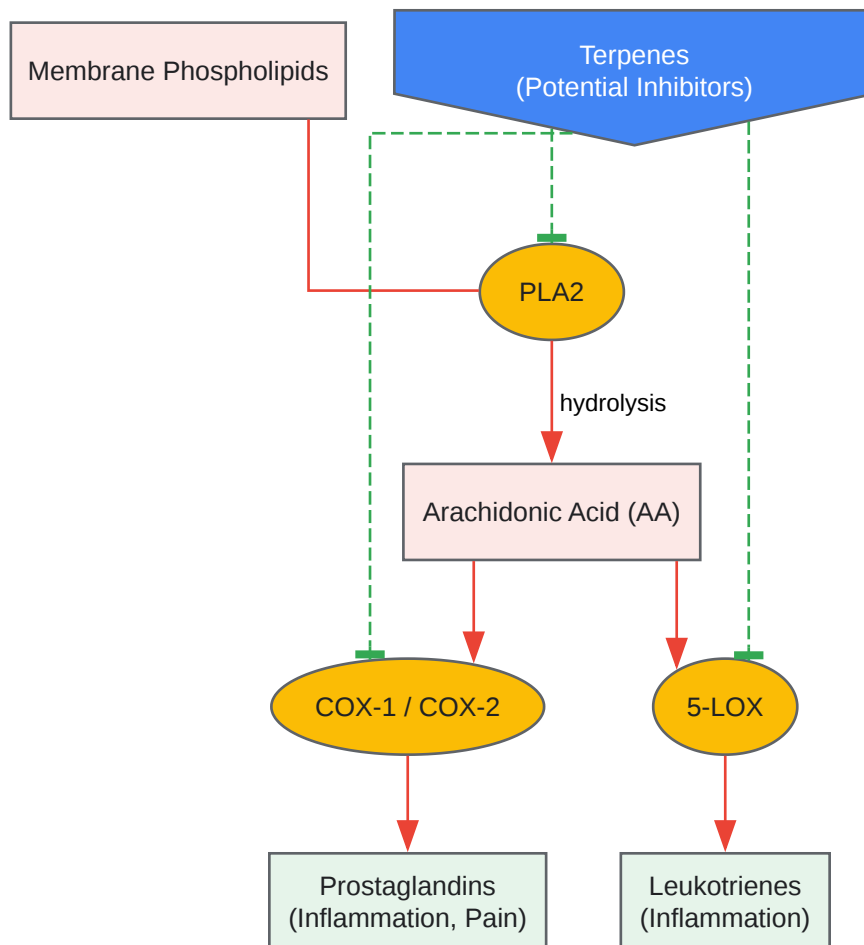 Membrane Phospholipids
Terpenes
(Potential Inhibitors)
PLA2
hydrolysis
Arachidonic Acid (AA)
COX-1 / COX-2
5-LOX
Prostaglandins
(Inflammation, Pain)
Leukotrienes
(Inflammation)